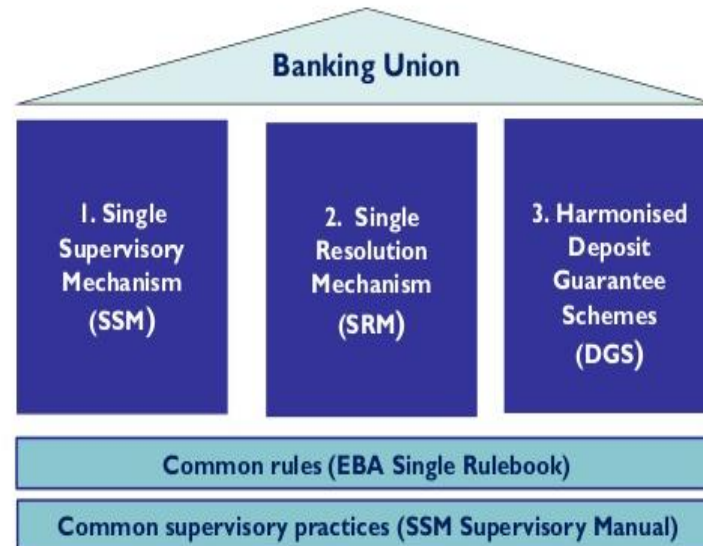 Banking Union
1. Single
Supervisory
Mechanism
(SSM)
2. Single
Resolution
Mechanism
(SRM)
3. Harmonised
Deposit
Guarantee
Schemes
(DGS)
Common rules (EBA Single Rulebook)
Common supervisory practices (SSM Supervisory Manual)